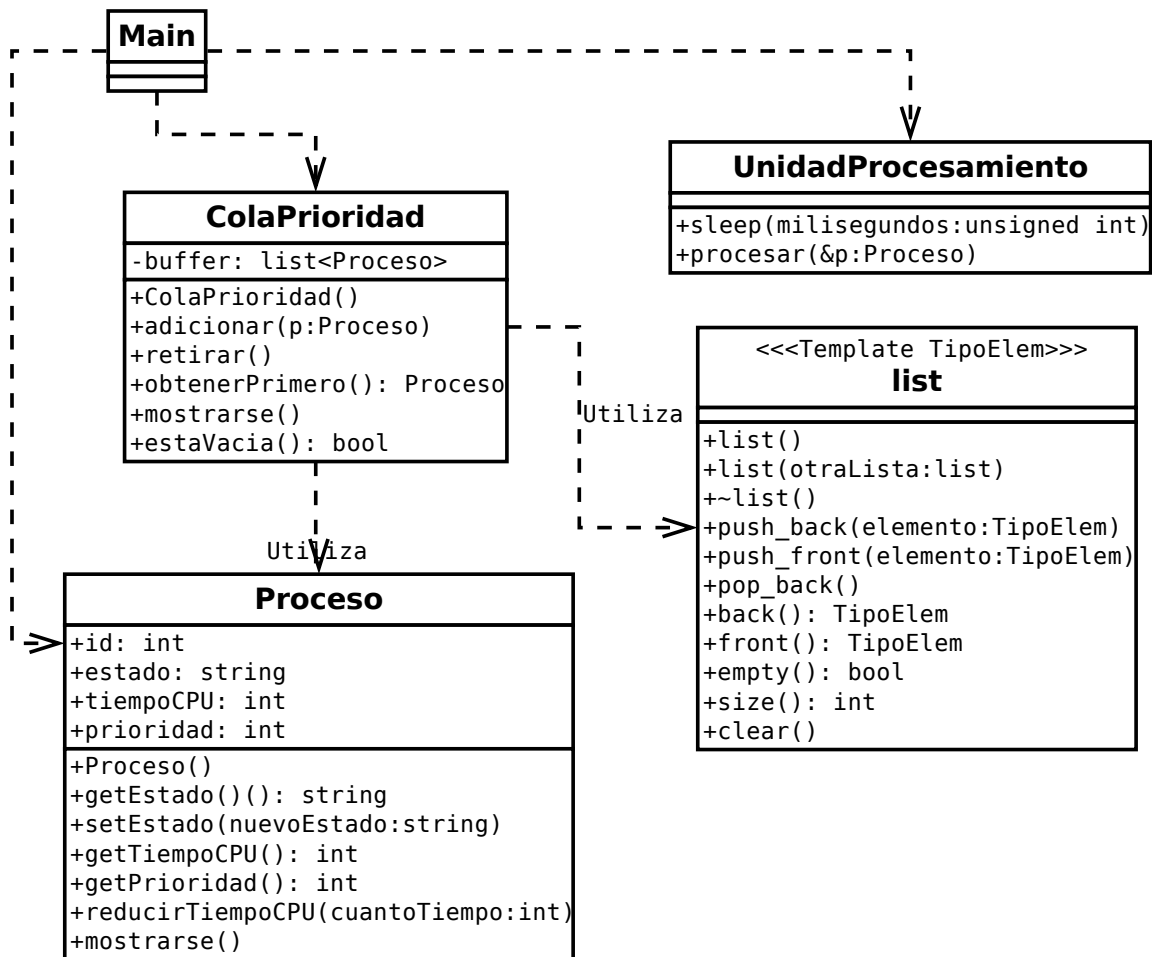 Main
UnidadProcesamiento
+sleep(milisegundos:unsigned int)
+procesar(&p:Proceso)
ColaPrioridad
-buffer: list<Proceso>
+ColaPrioridad()
+adicionar(p:Proceso)
+retirar()
+obtenerPrimero(): Proceso
+mostrarse()
+estaVacia(): bool
Utiliza
<<<Template TipoElem>>>
list
+list()
+list(otraLista:list)
+~list()
+push_back(elemento:TipoElem)
+push_front(elemento:TipoElem)
+pop_back()
+back(): TipoElem
+front(): TipoElem
+empty(): bool
+size(): int
+clear()
Utiliza
Proceso
+id: int
+estado: string
+tiempoCPU: int
+prioridad: int
+Proceso()
+getEstado()(): string
+setEstado(nuevoEstado:string)
+getTiempoCPU(): int
+getPrioridad(): int
+reducirTiempoCPU(cuantoTiempo:int)
+mostrarse()